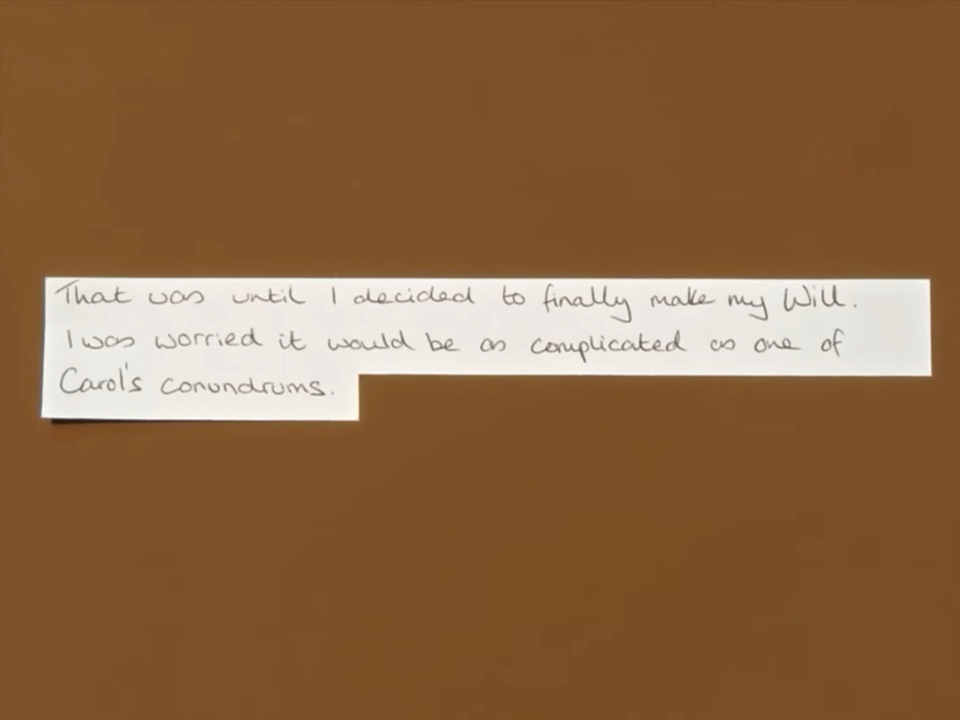 That was until I decided to finally make my Will.
I was worried it would be as complicated as one of
Carol's conundrums.